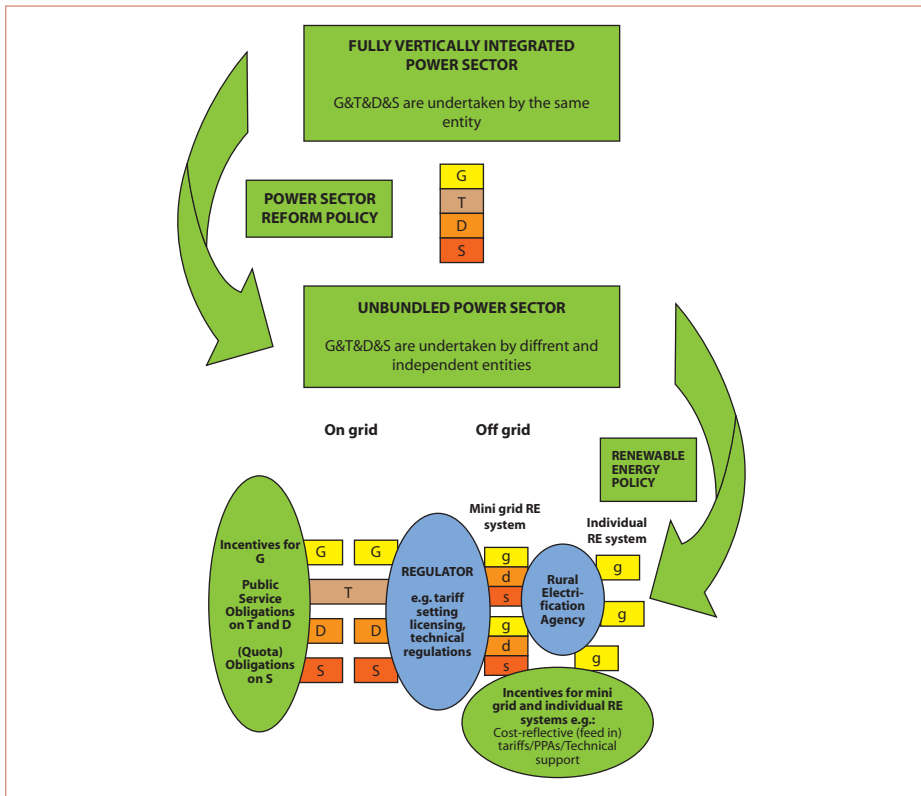 FULLY VERTICALLY INTEGRATED
POWER SECTOR
G&T&D&S are undertaken by the same
entity
G
T
D
S
POWER SECTOR
REFORM POLICY
UNBUNDLED POWER SECTOR
G&T&D&S are undertaken by diffrent and
independent entities
On grid
Off grid
RENEWABLE
ENERGY
POLICY
Mini grid RE
system
Individual
RE system
Incentives for
G
Public
Service
Obligations
on T and D
(Quota)
Obligations
on S
G
G
T
D
D
S
S
REGULATOR
e.g. tariff
setting
licensing,
technical
regulations
g
d
s
g
d
s
Rural
Electri-
fication
Agency
g
g
g
Incentives for mini
grid and individual RE
systems e.g.:
Cost-reflective (feed in)
tariffs/PPAs/Technical
support